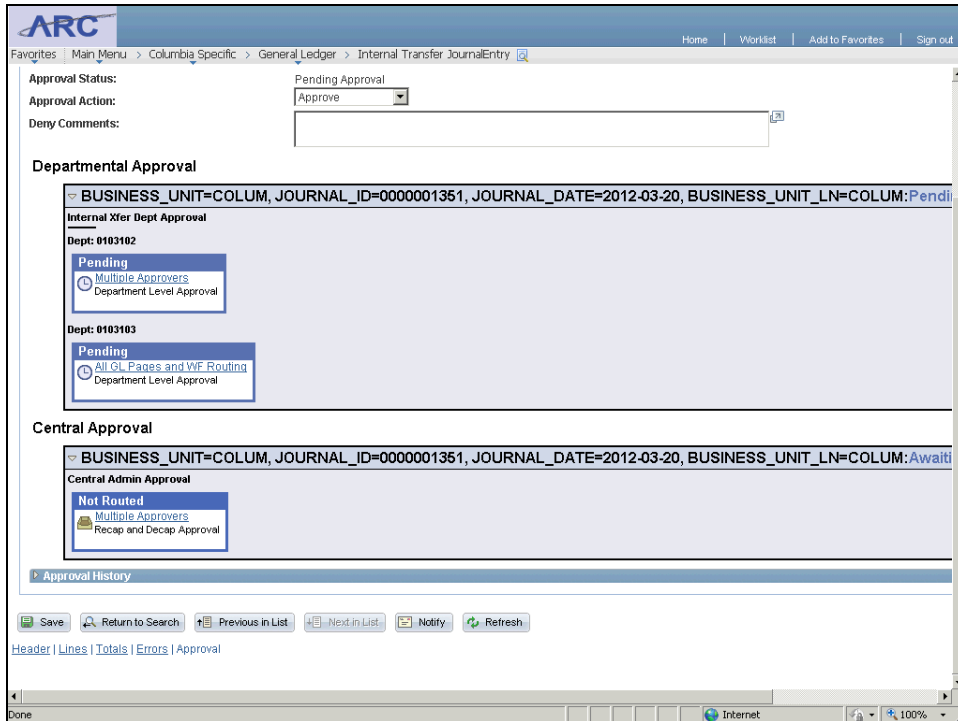 ARC
Home | Worklist | Add to Favorites | Sign out
Favorites Main Menu > Columbia Specific > General Ledger > Internal Transfer JournalEntry
Approval Status: Pending Approval
Approval Action: Approve
Deny Comments:
Departmental Approval
BUSINESS_UNIT=COLUM, JOURNAL_ID=0000001351, JOURNAL_DATE=2012-03-20, BUSINESS_UNIT_LN=COLUM:Pendi
Internal Xfer Dept Approval
Dept: 0103102
Pending
Multiple Approvers
Department Level Approval
Dept: 0103103
Pending
All GL Pages and WF Routing
Department Level Approval
Central Approval
BUSINESS_UNIT=COLUM, JOURNAL_ID=0000001351, JOURNAL_DATE=2012-03-20, BUSINESS_UNIT_LN=COLUM:Awaiti
Central Admin Approval
Not Routed
Multiple Approvers
Recap and Decap Approval
Approval History
Save Return to Search Previous in List Next in List Notify Refresh
Header | Lines | Totals | Errors | Approval
Done Internet 100%